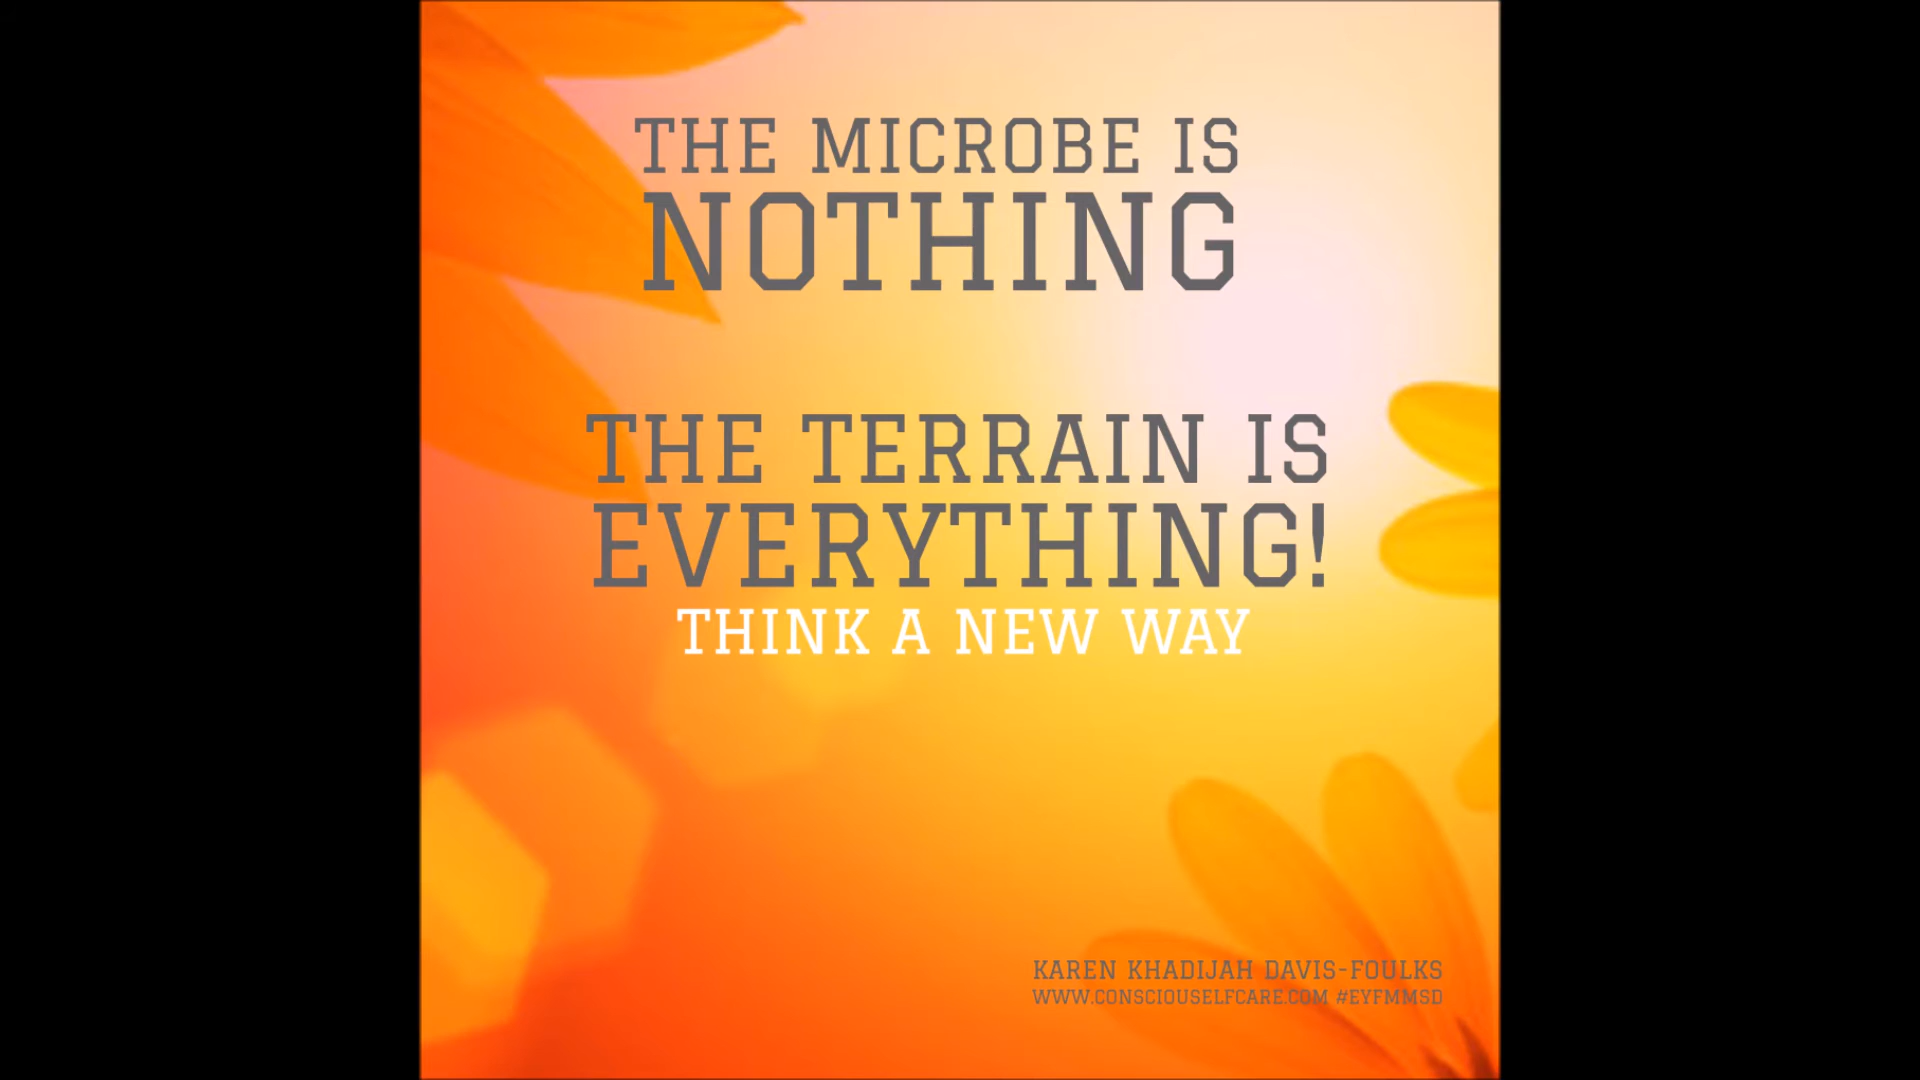 THE MICROBE IS
NOTHING
THE TERRAIN IS
EVERYTHING!
THINK A NEW WAY
KAREN KHADIJAH DAVIS-FOULKS
WWW.CONSCIOUSELFCARE.COM #EYFMMSD